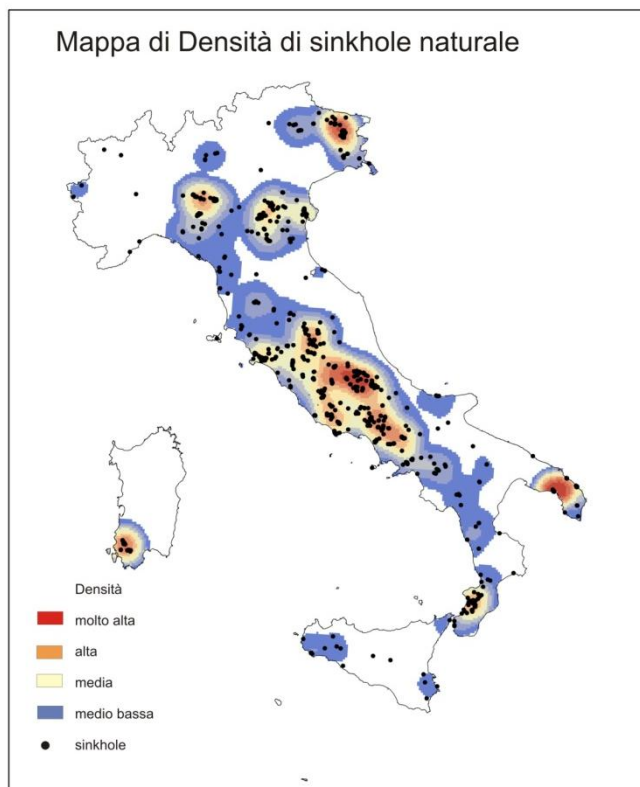 Mappa di Densità di sinkhole naturale
Densità
molto alta
alta
media
medio bassa
sinkhole